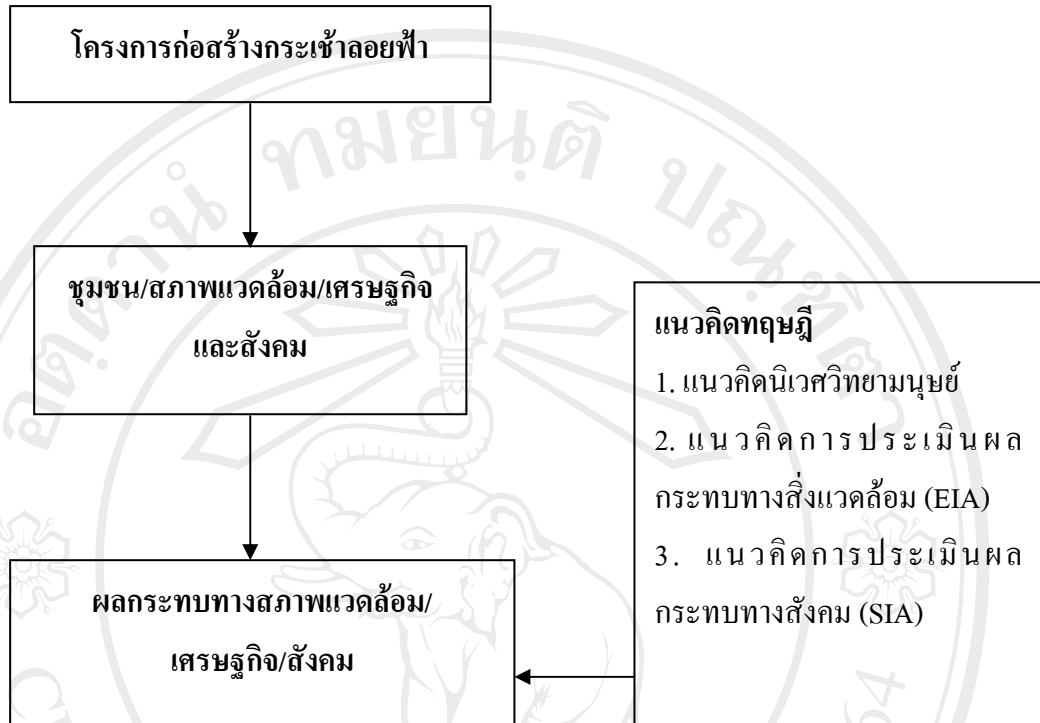 โครงการก่อสร้างกระเช้าลอยฟ้า
ทมยนฺติ
ชุมชน/สภาพแวดล้อม/เศรษฐกิจ
และสังคม
ผลกระทบทางสภาพแวดล้อม/
เศรษฐกิจ/สังคม
แนวคิดทฤษฎี
1. แนวคิดนิเวศวิทยามนุษย์
2. แนวคิดการประเมินผล
กระทบทางสิ่งแวดล้อม (EIA)
3. แนวคิดการประเมินผล
กระทบทางสังคม (SIA)